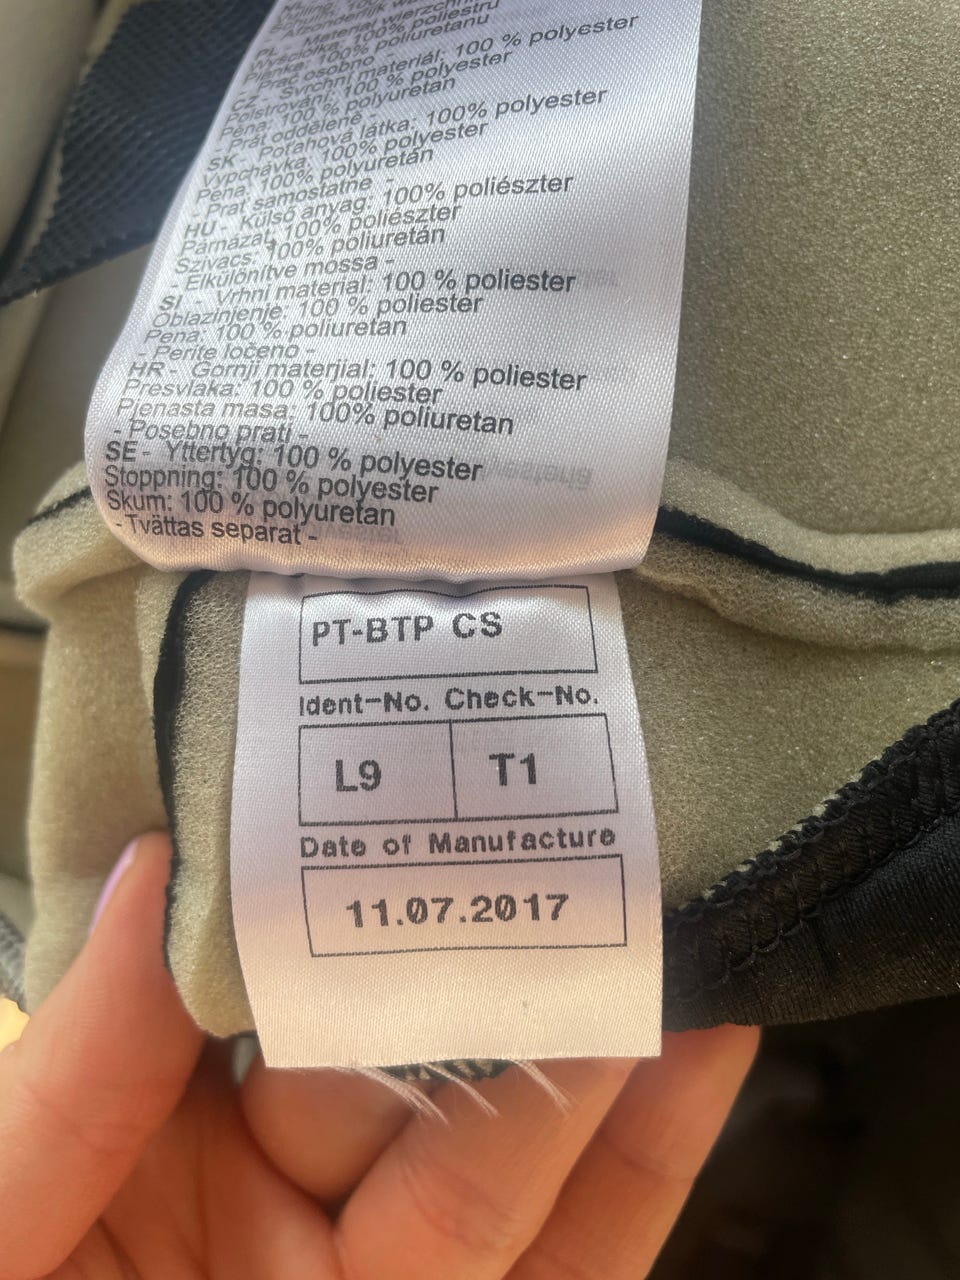 PL - Materiał wierzchni
Wyściółka: 100% poliestru
Pianka: 100% poliuretanu
- Prać osobno -
CZ - Svrchní materiál: 100 % polyester
Polstrování: 100 % polyester
Pěna: 100 % polyuretan
- Prát odděleně -
SK - Poťahová látka: 100% polyester
Vypchávka: 100% polyester
Pena: 100% polyuretán
- Prať samostatne -
HU - Külső anyag: 100% poliészter
Párnázat: 100% poliészter
Szivacs: 100% poliuretán
- Elkülönítve mossa -
SI - Vrhni material: 100 % poliester
Oblazinjenje: 100 % poliester
Pena: 100 % poliuretan
- Perite ločeno -
HR - Gornji materjial: 100 % poliester
Presvlaka: 100 % poliester
Pjenasta masa: 100% poliuretan
- Posebno prati -
SE - Yttertyg: 100 % polyester
Stoppning: 100 % polyester
Skum: 100 % polyuretan
- Tvättas separat -
PT-BTP CS
Ident-No. Check-No.
L9 T1
Date of Manufacture
11.07.2017